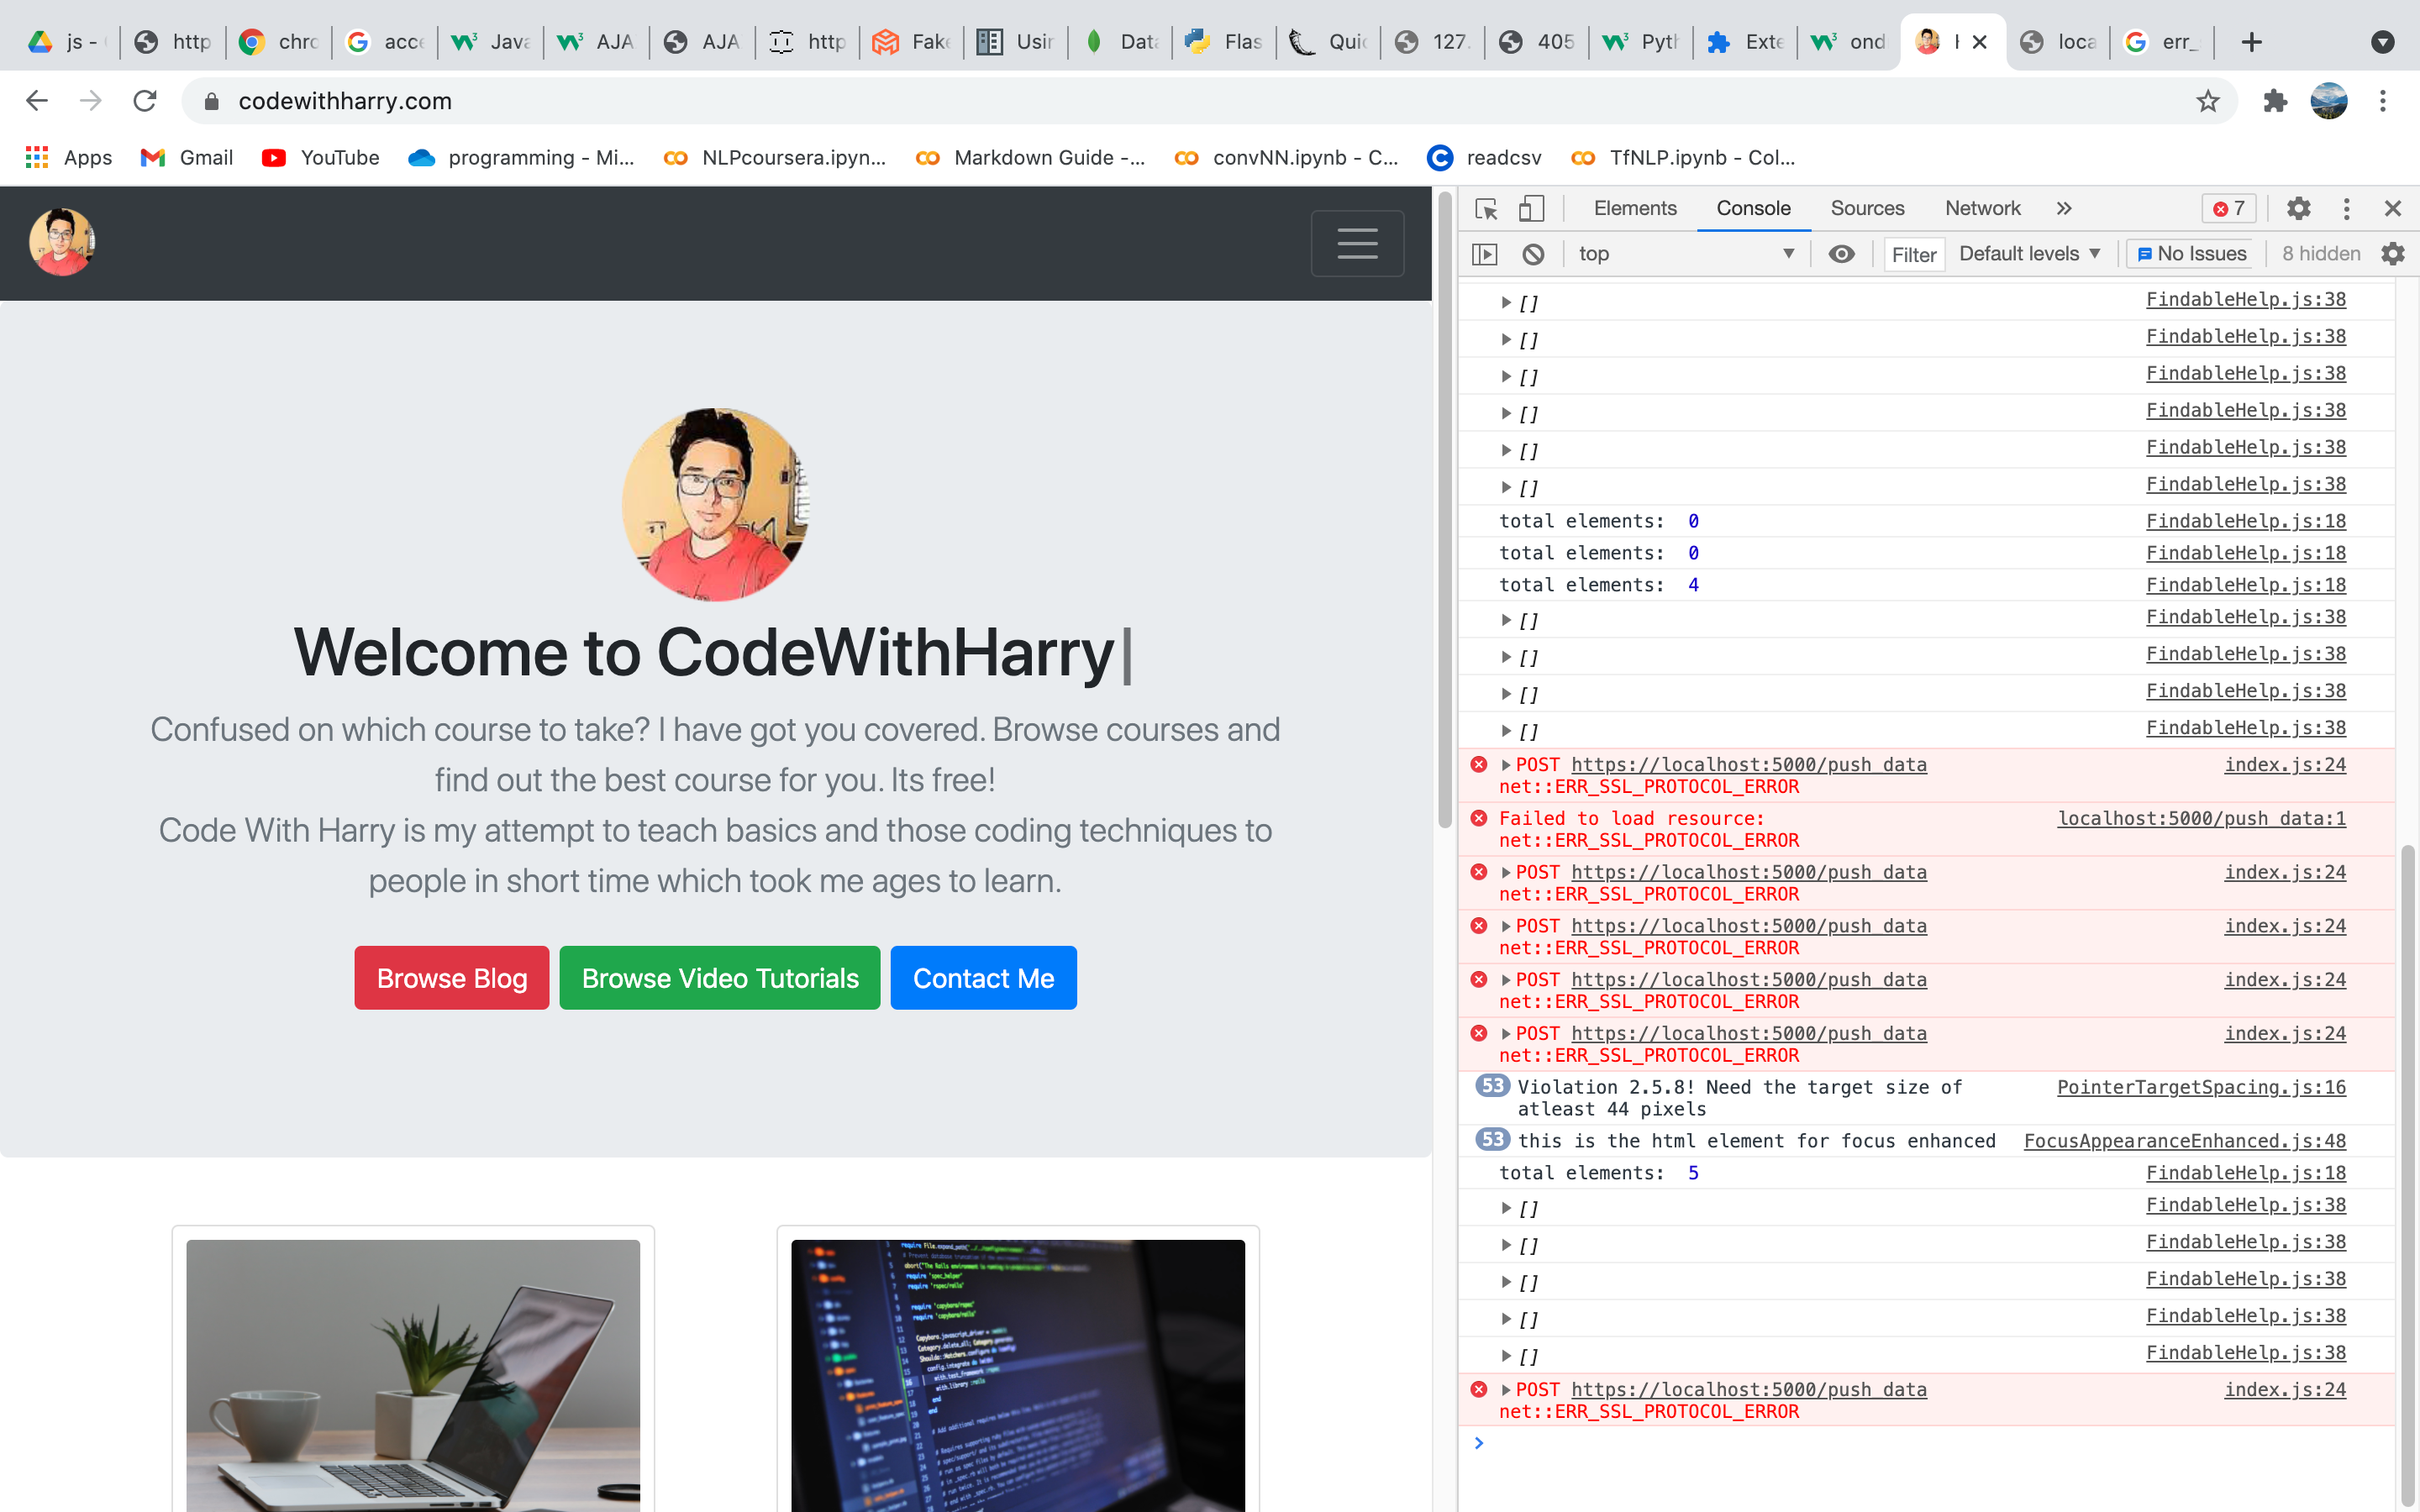 js -
http
chro
acce
Java
AJA
AJA
http
Fake
Usin
Data
Flas
Quic
127.
405
Pyth
Exte
ond
loca
err_
codewithharry.com
Apps
Gmail
YouTube
programming - Mi...
NLPcoursera.ipyn...
Markdown Guide -...
convNN.ipynb - C...
readcsv
TfNLP.ipynb - Col...
Elements
Console
Sources
Network
7
top
Filter
Default levels
No Issues
8 hidden
Welcome to CodeWithHarry|
Confused on which course to take? I have got you covered. Browse courses and
find out the best course for you. Its free!
Code With Harry is my attempt to teach basics and those coding techniques to
people in short time which took me ages to learn.
Browse Blog
Browse Video Tutorials
Contact Me
[] FindableHelp.js:38
[] FindableHelp.js:38
[] FindableHelp.js:38
[] FindableHelp.js:38
[] FindableHelp.js:38
[] FindableHelp.js:38
total elements: 0 FindableHelp.js:18
total elements: 0 FindableHelp.js:18
total elements: 4 FindableHelp.js:18
[] FindableHelp.js:38
[] FindableHelp.js:38
[] FindableHelp.js:38
[] FindableHelp.js:38
POST https://localhost:5000/push_data index.js:24
net::ERR_SSL_PROTOCOL_ERROR
Failed to load resource: localhost:5000/push_data:1
net::ERR_SSL_PROTOCOL_ERROR
POST https://localhost:5000/push_data index.js:24
net::ERR_SSL_PROTOCOL_ERROR
POST https://localhost:5000/push_data index.js:24
net::ERR_SSL_PROTOCOL_ERROR
POST https://localhost:5000/push_data index.js:24
net::ERR_SSL_PROTOCOL_ERROR
POST https://localhost:5000/push_data index.js:24
net::ERR_SSL_PROTOCOL_ERROR
53 Violation 2.5.8! Need the target size of PointerTargetSpacing.js:16
atleast 44 pixels
53 this is the html element for focus enhanced FocusAppearanceEnhanced.js:48
total elements: 5 FindableHelp.js:18
[] FindableHelp.js:38
[] FindableHelp.js:38
[] FindableHelp.js:38
[] FindableHelp.js:38
[] FindableHelp.js:38
POST https://localhost:5000/push_data index.js:24
net::ERR_SSL_PROTOCOL_ERROR